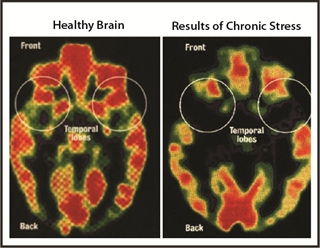 Healthy Brain
Front
Temporal
lobes
Back
Results of Chronic Stress
Front
Temporal
lobes
Back